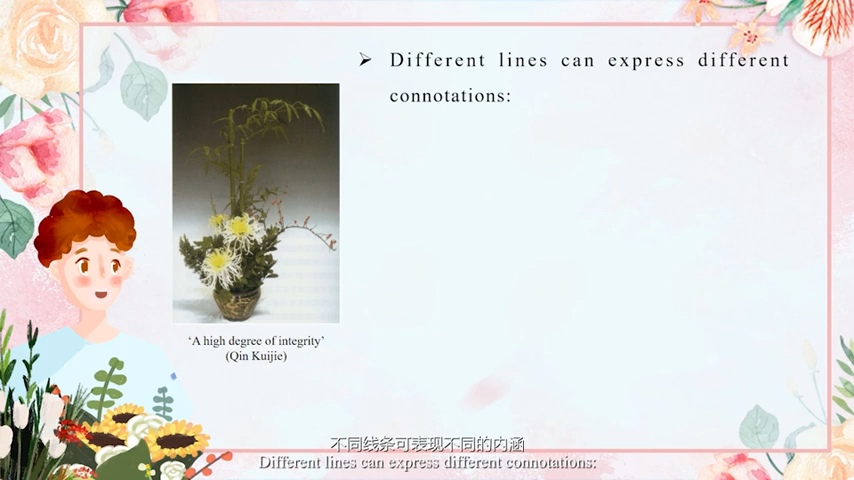 ➢ Different lines can express different
connotations:
‘A high degree of integrity’
(Qin Kuijie)
不同线条可表现不同的内涵
Different lines can express different connotations: